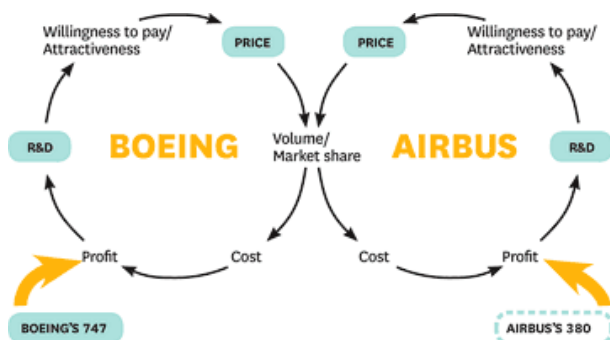 Willingness to pay/
Attractiveness
PRICE
PRICE
Willingness to pay/
Attractiveness
R&D
BOEING
Volume/
Market share
AIRBUS
R&D
Profit
Cost
Cost
Profit
BOEING'S 747
AIRBUS'S 380